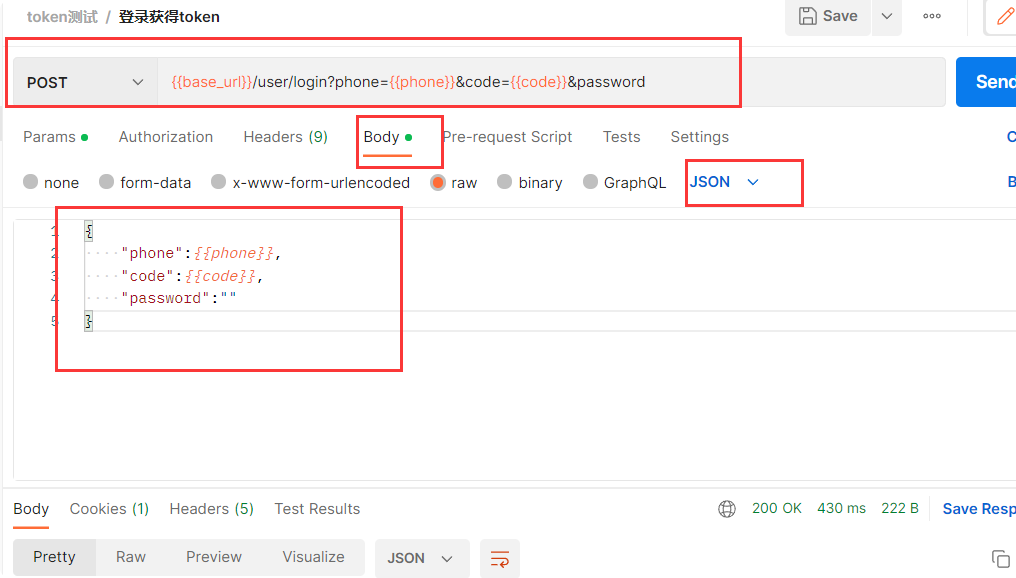 token测试 / 登录获得token Save
POST {{base_url}}/user/login?phone={{phone}}&code={{code}}&password Send
Params Authorization Headers (9) Body Pre-request Script Tests Settings C
none form-data x-www-form-urlencoded raw binary GraphQL JSON B
1 {
2 "phone":{{phone}},
3 "code":{{code}},
4 "password":""
5 }
Body Cookies (1) Headers (5) Test Results 200 OK 430 ms 222 B Save Resp
Pretty Raw Preview Visualize JSON